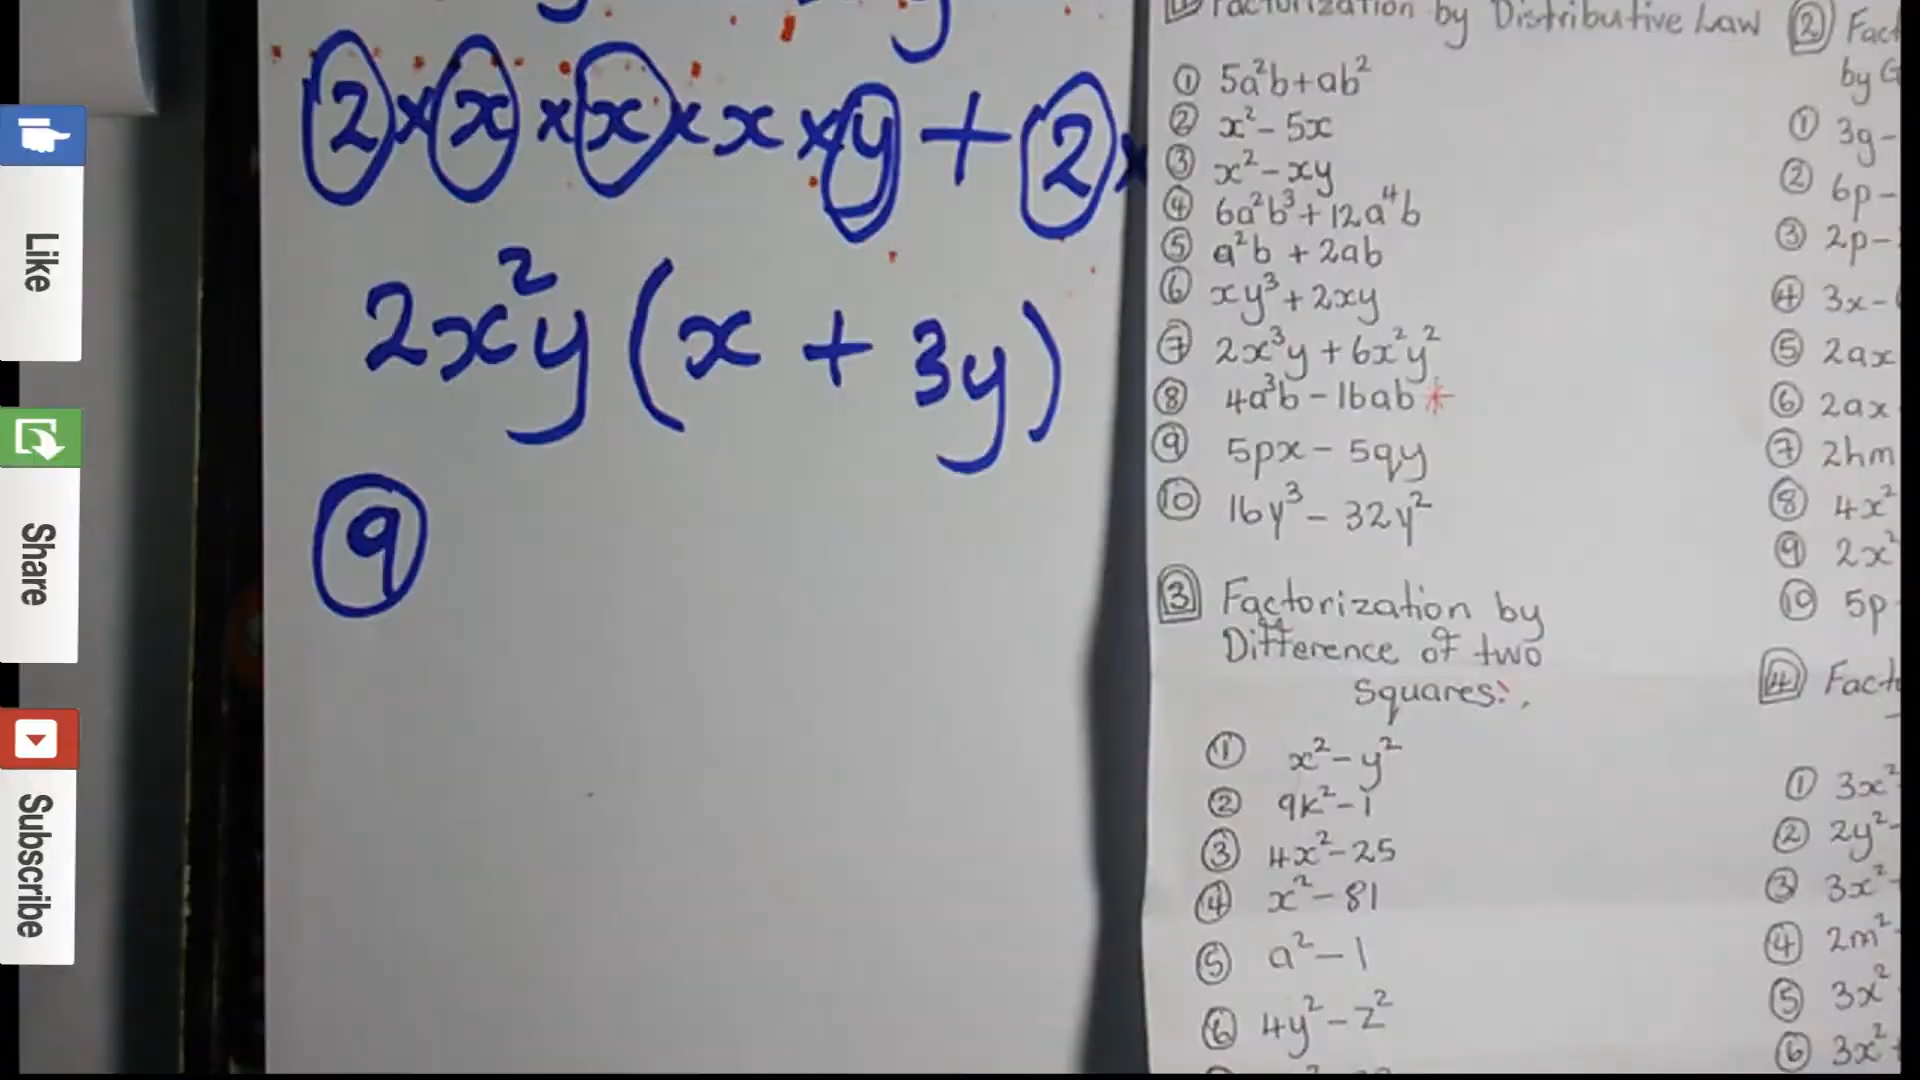 Like
Share
Subscribe
2 × x × x × x × y + 2 ×
2x²y (x + 3y)
⑨
1 Factorization by Distributive Law
① 5a²b+ab²
② x² – 5x
③ x² – xy
④ 6a²b³ + 12a⁴b
⑤ a²b + 2ab
⑥ xy³ + 2xy
⑦ 2x³y + 6x²y²
⑧ 4a³b – 16ab *
⑨ 5px – 5qy
⑩ 16y³ – 32y²
3 Factorization by
Difference of two
Squares:.
① x² – y²
② 9k² – 1
③ 4x² – 25
④ x² – 81
⑤ a² – 1
⑥ 4y² – z²
2 Fact
by G
① 3g –
② 6p –
③ 2p –
④ 3x –
⑤ 2ax
⑥ 2ax
⑦ 2hm
⑧ 4x²
⑨ 2x²
⑩ 5p
4 Fact
① 3x²
② 2y² –
③ 3x² –
④ 2m² –
⑤ 3x²
⑥ 3x²